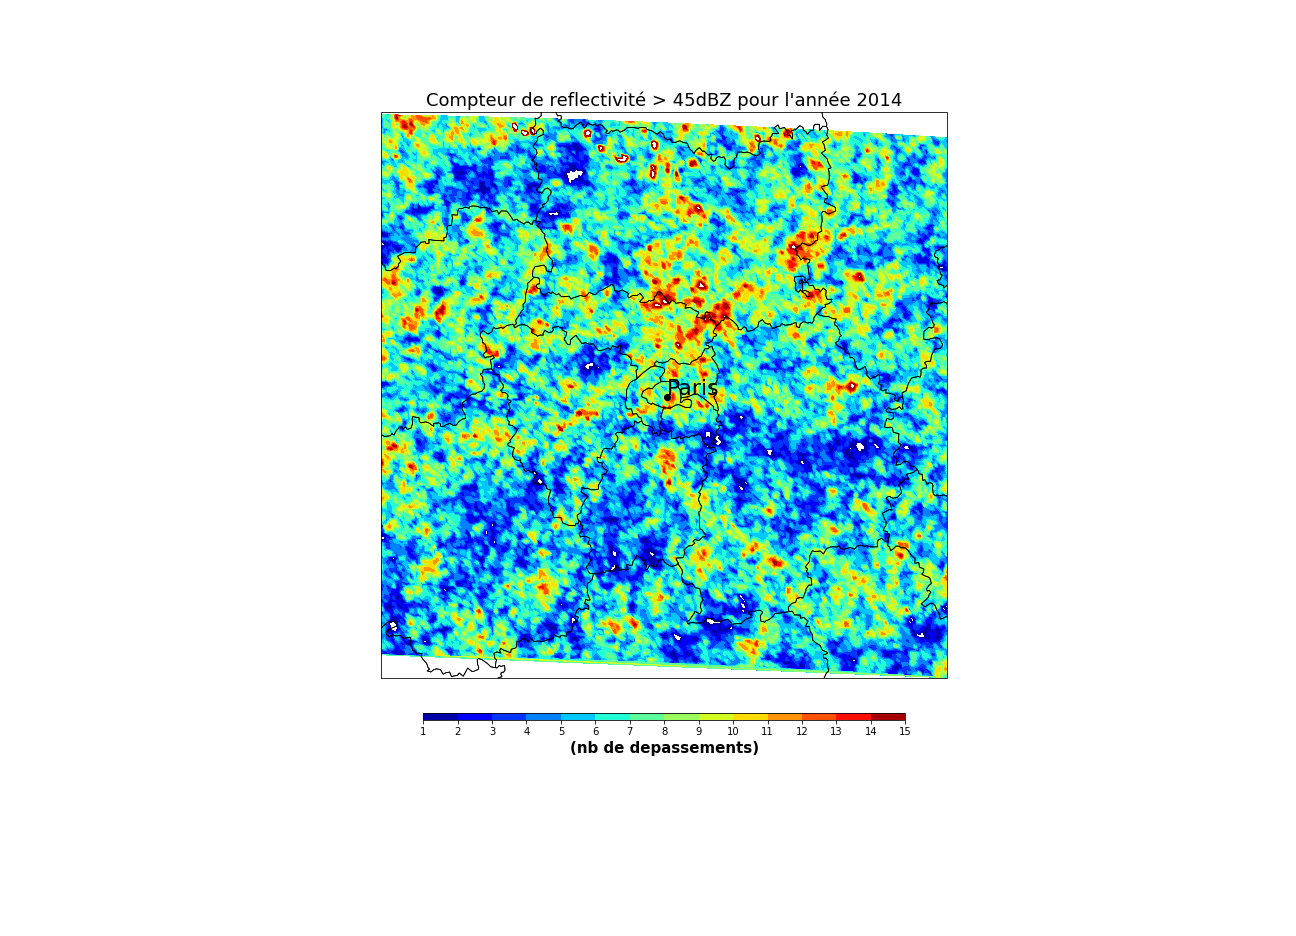 Compteur de reflectivité > 45dBZ pour l'année 2014
Paris
1 2 3 4 5 6 7 8 9 10 11 12 13 14 15
(nb de depassements)